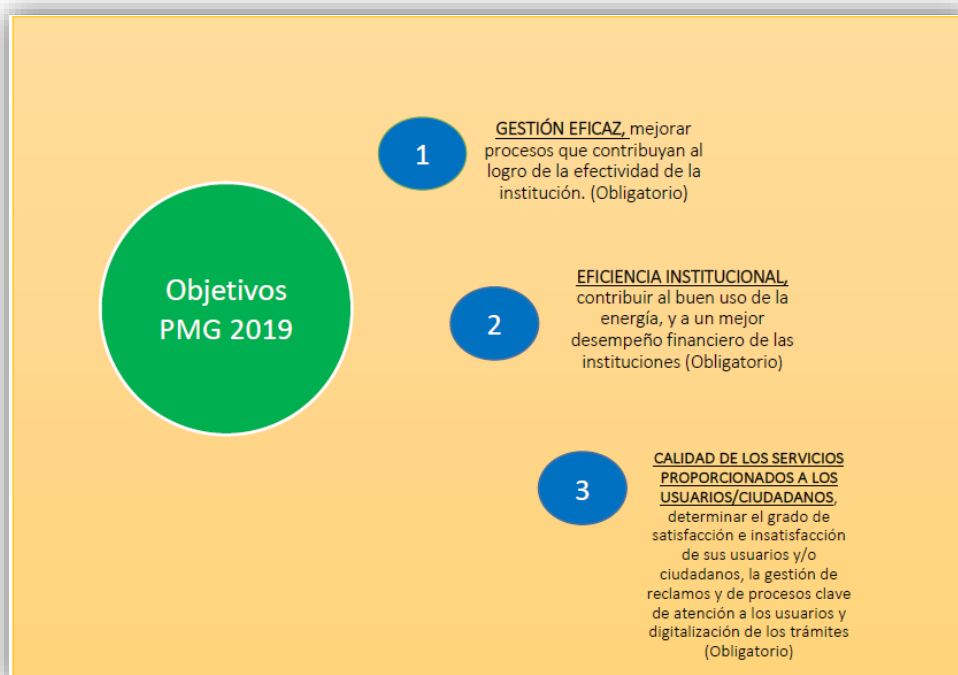 Objetivos
PMG 2019
1
GESTIÓN EFICAZ, mejorar
procesos que contribuyan al
logro de la efectividad de la
institución. (Obligatorio)
2
EFICIENCIA INSTITUCIONAL,
contribuir al buen uso de la
energía, y a un mejor
desempeño financiero de las
instituciones (Obligatorio)
3
CALIDAD DE LOS SERVICIOS
PROPORCIONADOS A LOS
USUARIOS/CIUDADANOS,
determinar el grado de
satisfacción e insatisfacción
de sus usuarios y/o
ciudadanos, la gestión de
reclamos y de procesos clave
de atención a los usuarios y
digitalización de los trámites
(Obligatorio)